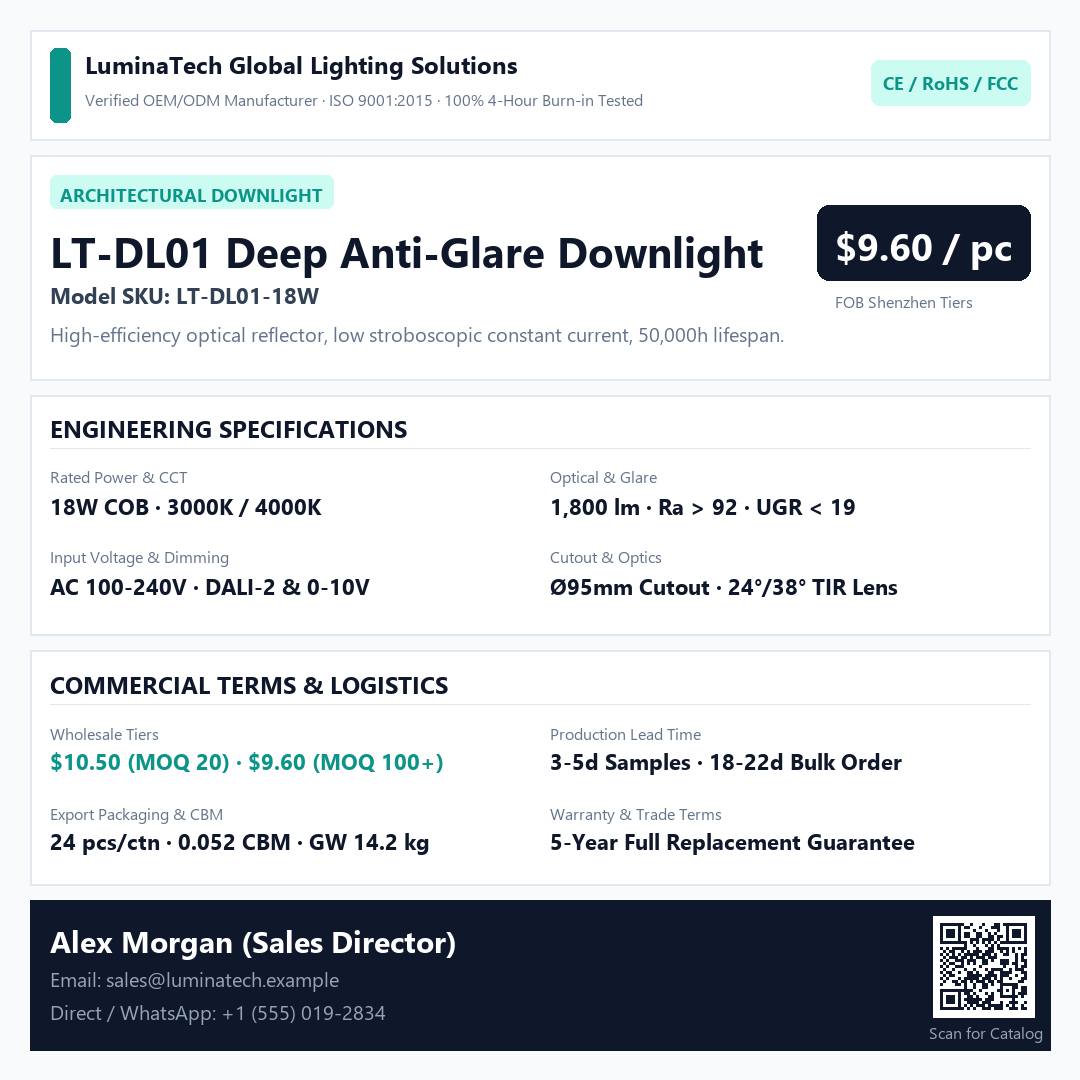 LuminaTech Global Lighting Solutions
Verified OEM/ODM Manufacturer · ISO 9001:2015 · 100% 4-Hour Burn-in Tested
CE / RoHS / FCC
ARCHITECTURAL DOWNLIGHT
LT-DL01 Deep Anti-Glare Downlight
$9.60 / pc
Model SKU: LT-DL01-18W
FOB Shenzhen Tiers
High-efficiency optical reflector, low stroboscopic constant current, 50,000h lifespan.
ENGINEERING SPECIFICATIONS
Rated Power & CCT
18W COB · 3000K / 4000K
Optical & Glare
1,800 lm · Ra > 92 · UGR < 19
Input Voltage & Dimming
AC 100-240V · DALI-2 & 0-10V
Cutout & Optics
Ø95mm Cutout · 24°/38° TIR Lens
COMMERCIAL TERMS & LOGISTICS
Wholesale Tiers
$10.50 (MOQ 20) · $9.60 (MOQ 100+)
Production Lead Time
3-5d Samples · 18-22d Bulk Order
Export Packaging & CBM
24 pcs/ctn · 0.052 CBM · GW 14.2 kg
Warranty & Trade Terms
5-Year Full Replacement Guarantee
Alex Morgan (Sales Director)
Email: sales@luminatech.example
Direct / WhatsApp: +1 (555) 019-2834
Scan for Catalog